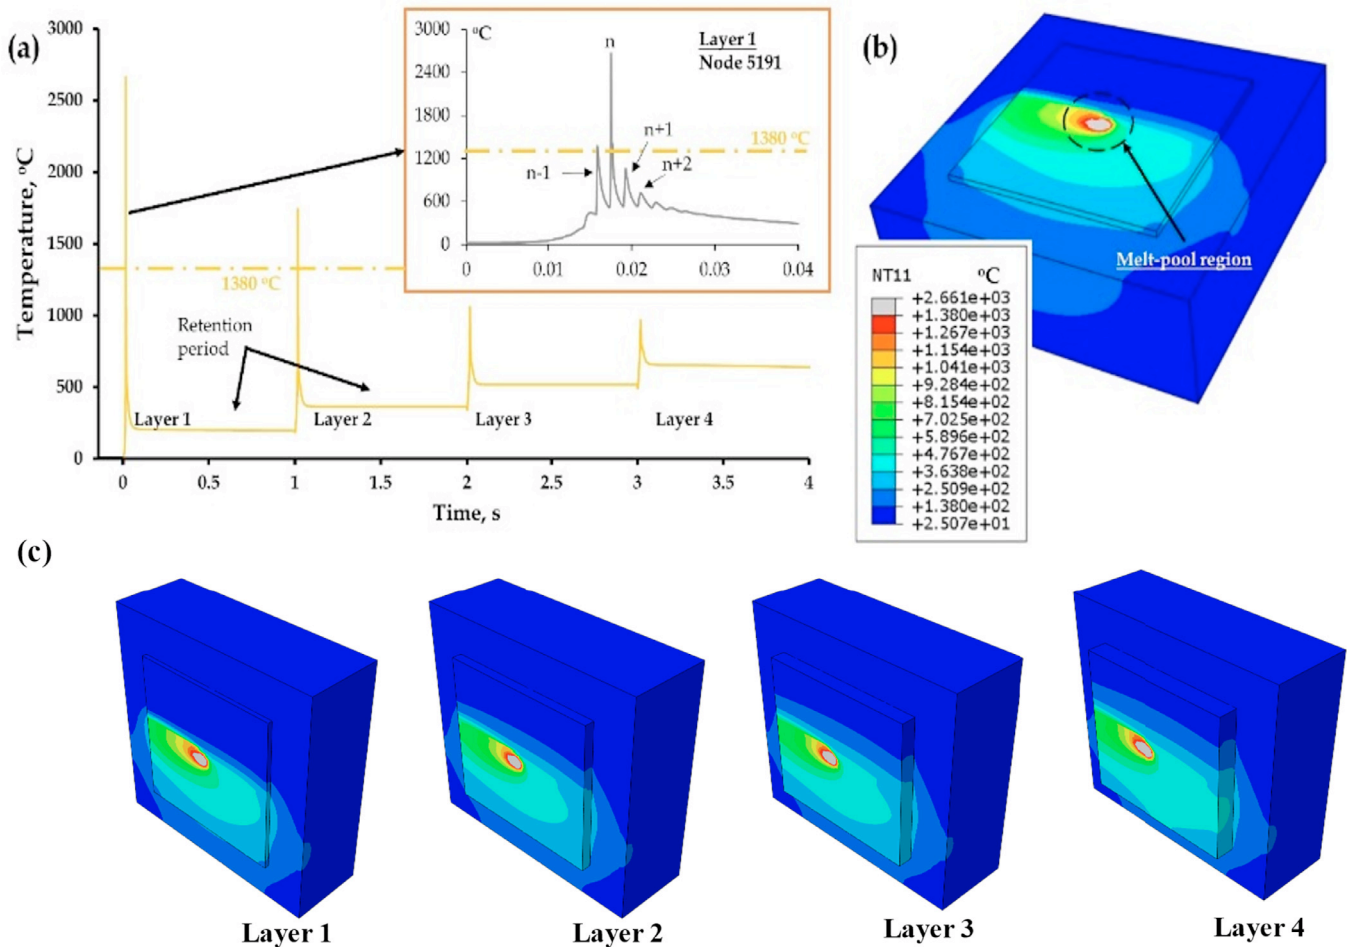 (a)
Temperature, ºC
3000
2500
2000
1500
1000
500
0
0
0.5
1
1.5
2
2.5
3
3.5
4
Time, s
1380 ºC
Retention
period
Layer 1
Layer 2
Layer 3
Layer 4
ºC
3000
2400
1800
1200
600
0
0
0.01
0.02
0.03
0.04
Layer 1
Node 5191
n
1380 ºC
n+1
n-1
n+2
(b)
Melt-pool region
NT11 ºC
+2.661e+03
+1.380e+03
+1.267e+03
+1.154e+03
+1.041e+03
+9.284e+02
+8.154e+02
+7.025e+02
+5.896e+02
+4.767e+02
+3.638e+02
+2.509e+02
+1.380e+02
+2.507e+01
(c)
Layer 1
Layer 2
Layer 3
Layer 4